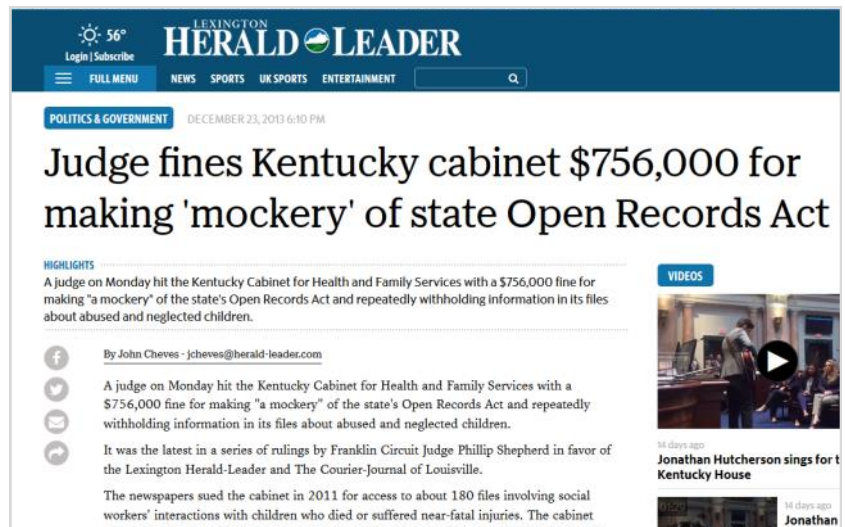 56°
Login | Subscribe
LEXINGTON
HERALD LEADER
FULL MENU NEWS SPORTS UK SPORTS ENTERTAINMENT
POLITICS & GOVERNMENT DECEMBER 23, 2013 6:10 PM
Judge fines Kentucky cabinet $756,000 for
making 'mockery' of state Open Records Act
HIGHLIGHTS
A judge on Monday hit the Kentucky Cabinet for Health and Family Services with a $756,000 fine for
making "a mockery" of the state's Open Records Act and repeatedly withholding information in its files
about abused and neglected children.
By John Cheves - jcheves@herald-leader.com
A judge on Monday hit the Kentucky Cabinet for Health and Family Services with a
$756,000 fine for making "a mockery" of the state's Open Records Act and repeatedly
withholding information in its files about abused and neglected children.
It was the latest in a series of rulings by Franklin Circuit Judge Phillip Shepherd in favor of
the Lexington Herald-Leader and The Courier-Journal of Louisville.
The newspapers sued the cabinet in 2011 for access to about 180 files involving social
workers' interactions with children who died or suffered near-fatal injuries. The cabinet
VIDEOS
14 days ago
Jonathan Hutcherson sings for t
Kentucky House
01:29
14 days ago
Jonathan